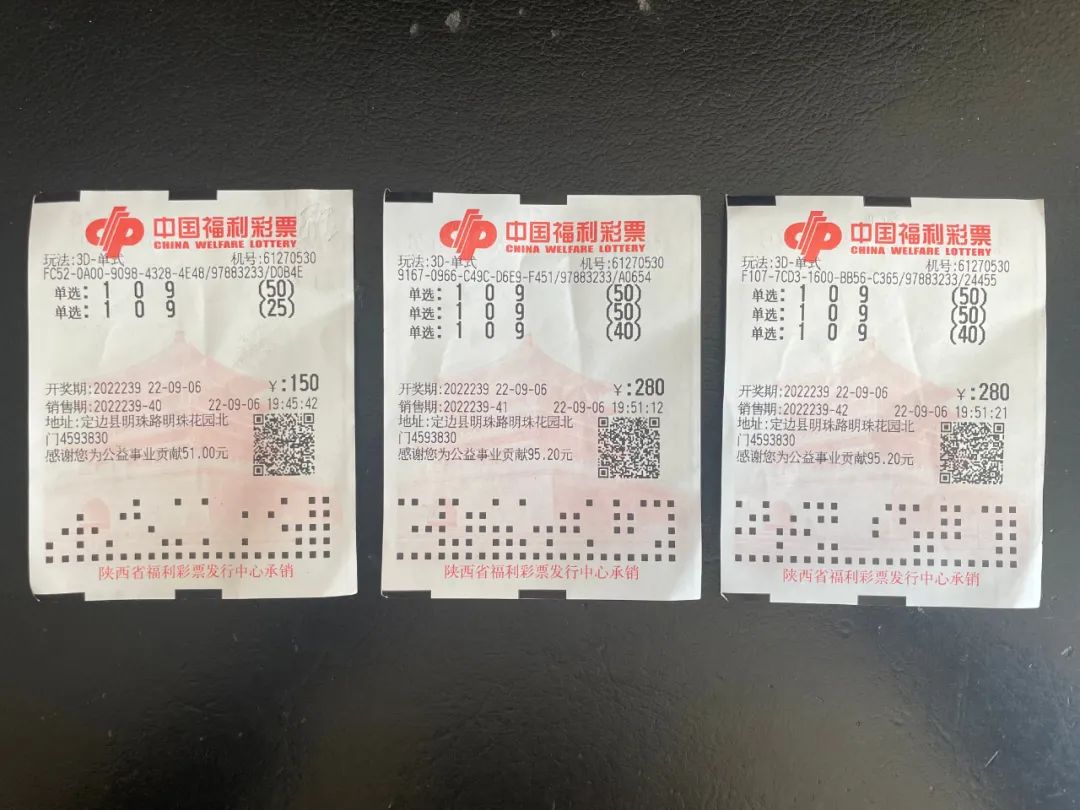 中国福利彩票
CHINA WELFARE LOTTERY
玩法:3D-单式 机号:61270530
FC52-0A00-9098-4328-4E48/97883233/D0B4E
单选: 1 0 9 (50)
单选: 1 0 9 (25)
开奖期:2022239 22-09-06 ¥:150
销售期:2022239-40 22-09-06 19:45:42
地址:定边县明珠路明珠花园北
门4593830
感谢您为公益事业贡献51.00元
陕西省福利彩票发行中心承销
中国福利彩票
CHINA WELFARE LOTTERY
玩法:3D-单式 机号:61270530
9167-0966-C49C-D6E9-F451/97883233/A0654
单选: 1 0 9 (50)
单选: 1 0 9 (50)
单选: 1 0 9 (40)
开奖期:2022239 22-09-06 ¥:280
销售期:2022239-41 22-09-06 19:51:12
地址:定边县明珠路明珠花园北
门4593830
感谢您为公益事业贡献95.20元
陕西省福利彩票发行中心承销
中国福利彩票
CHINA WELFARE LOTTERY
玩法:3D-单式 机号:61270530
F107-7CD3-1600-BB56-C365/97883233/24455
单选: 1 0 9 (50)
单选: 1 0 9 (50)
单选: 1 0 9 (40)
开奖期:2022239 22-09-06 ¥:280
销售期:2022239-42 22-09-06 19:51:21
地址:定边县明珠路明珠花园北
门4593830
感谢您为公益事业贡献95.20元
陕西省福利彩票发行中心承销